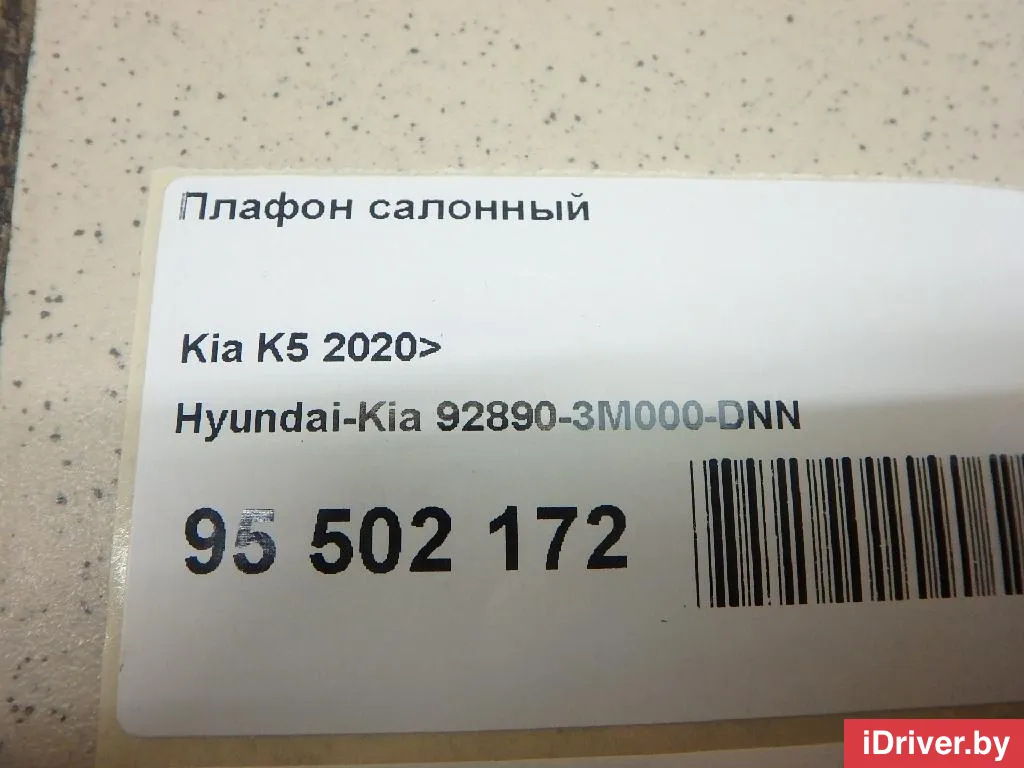 Плафон салонный
Kia K5 2020>
Hyundai-Kia 92890-3M000-DNN
95 502 172
iDriver.by